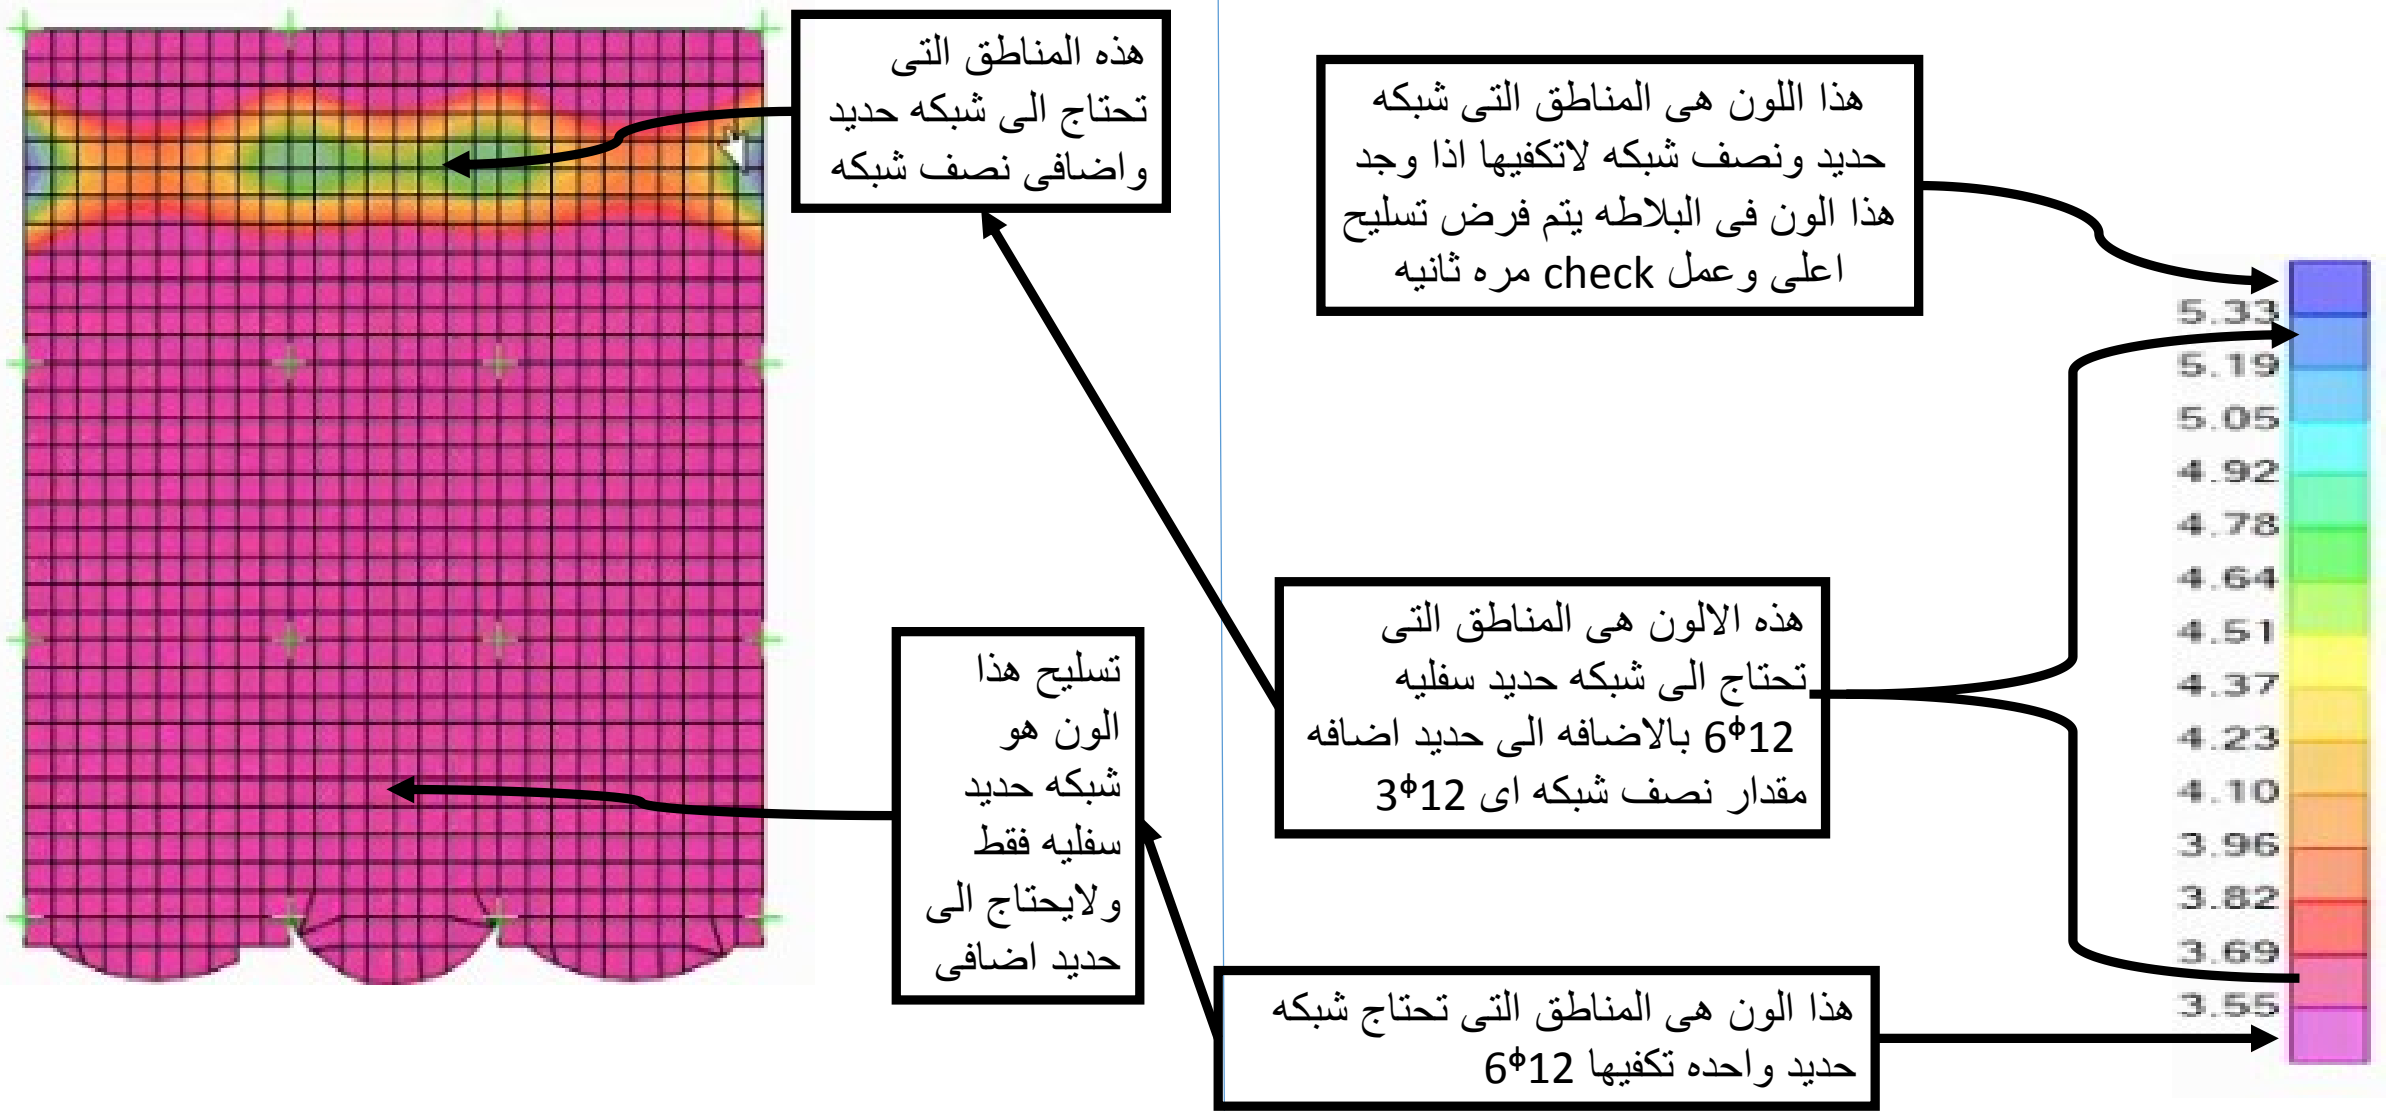 هذه المناطق التى
تحتاج الى شبكه حديد
واضافى نصف شبكه
هذا اللون هى المناطق التى شبكه
حديد ونصف شبكه لاتكفيها اذا وجد
هذا الون فى البلاطه يتم فرض تسليح
اعلى وعمل check مره ثانيه
هذه الالون هى المناطق التى
تحتاج الى شبكه حديد سفليه
6ϕ12 بالاضافه الى حديد اضافه
مقدار نصف شبكه اى 3ϕ12
تسليح هذا
الون هو
شبكه حديد
سفليه فقط
ولايحتاج الى
حديد اضافى
هذا الون هى المناطق التى تحتاج شبكه
حديد واحده تكفيها 6ϕ12
5.33
5.19
5.05
4.92
4.78
4.64
4.51
4.37
4.23
4.10
3.96
3.82
3.69
3.55